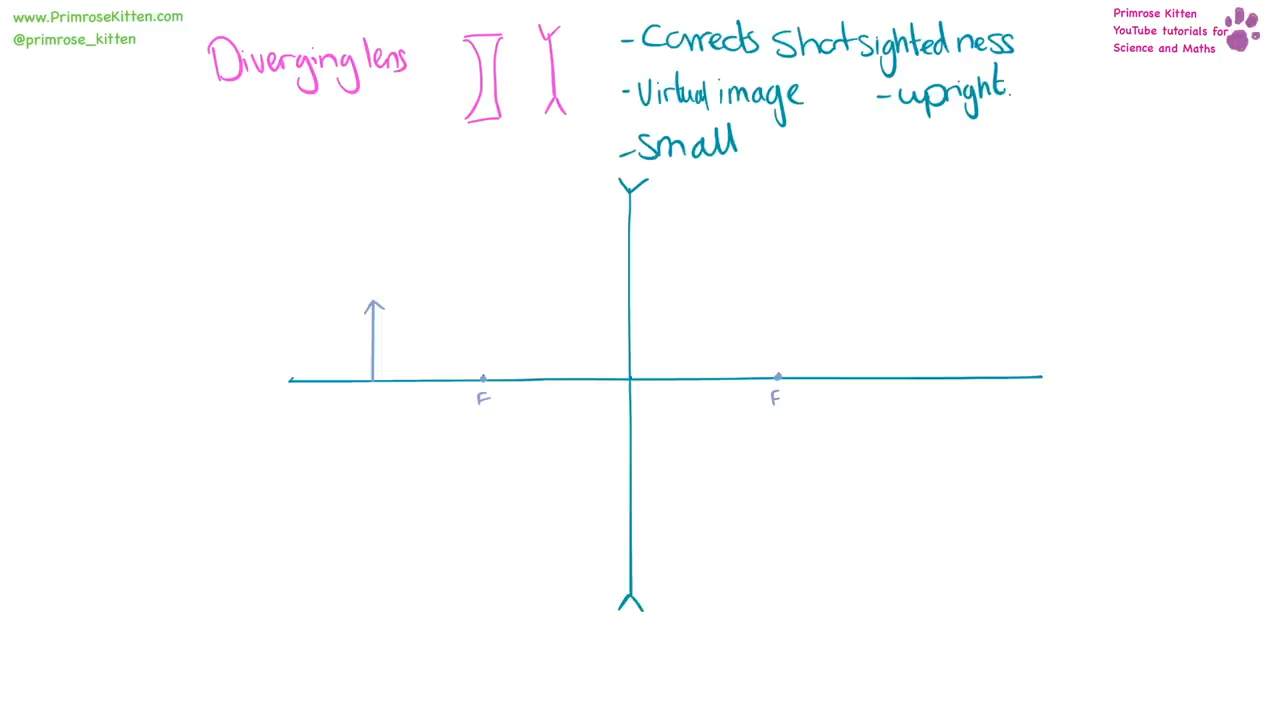 www.PrimroseKitten.com
@primrose_kitten
Primrose Kitten
YouTube tutorials for
Science and Maths
Diverging lens
- Corrects Shotsightedness
- Virtual image - upright.
- Small
F F